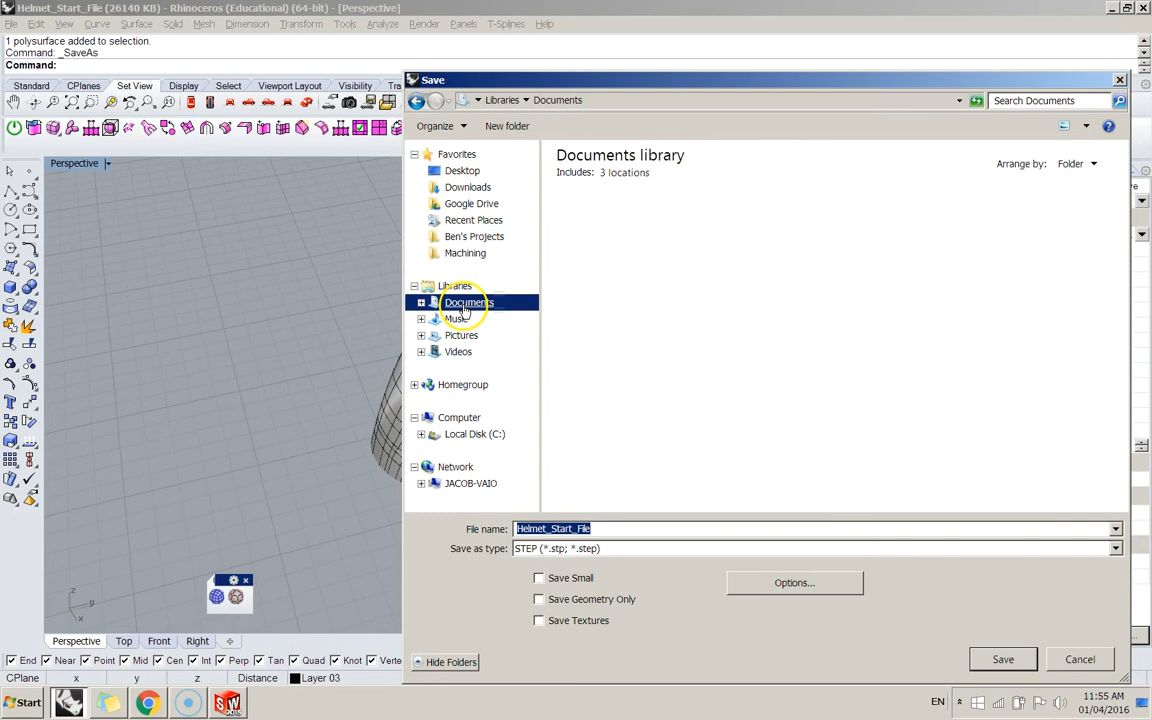 Helmet_Start_File (26140 KB) - Rhinoceros (Educational) (64-bit) - [Perspective]
File Edit View Curve Surface Solid Mesh Dimension Transform Tools Analyze Render Panels T-Splines Help
1 polysurface added to selection.
Command: _SaveAs
Command:
Standard CPlanes Set View Display Select Viewport Layout Visibility Tra
Perspective
Save
Libraries Documents
Search Documents
Organize New folder
Favorites
Desktop
Downloads
Google Drive
Recent Places
Ben's Projects
Machining
Libraries
Documents
Music
Pictures
Videos
Homegroup
Computer
Local Disk (C:)
Network
JACOB-VAIO
Documents library
Includes: 3 locations
Arrange by: Folder
File name: Helmet_Start_File
Save as type: STEP (*.stp; *.step)
Save Small
Save Geometry Only
Save Textures
Options...
Hide Folders
Save Cancel
z
y
x
Perspective Top Front Right
End Near Point Mid Cen Int Perp Tan Quad Knot Verte
CPlane x y z Distance Layer 03
Start
EN
11:55 AM
01/04/2016